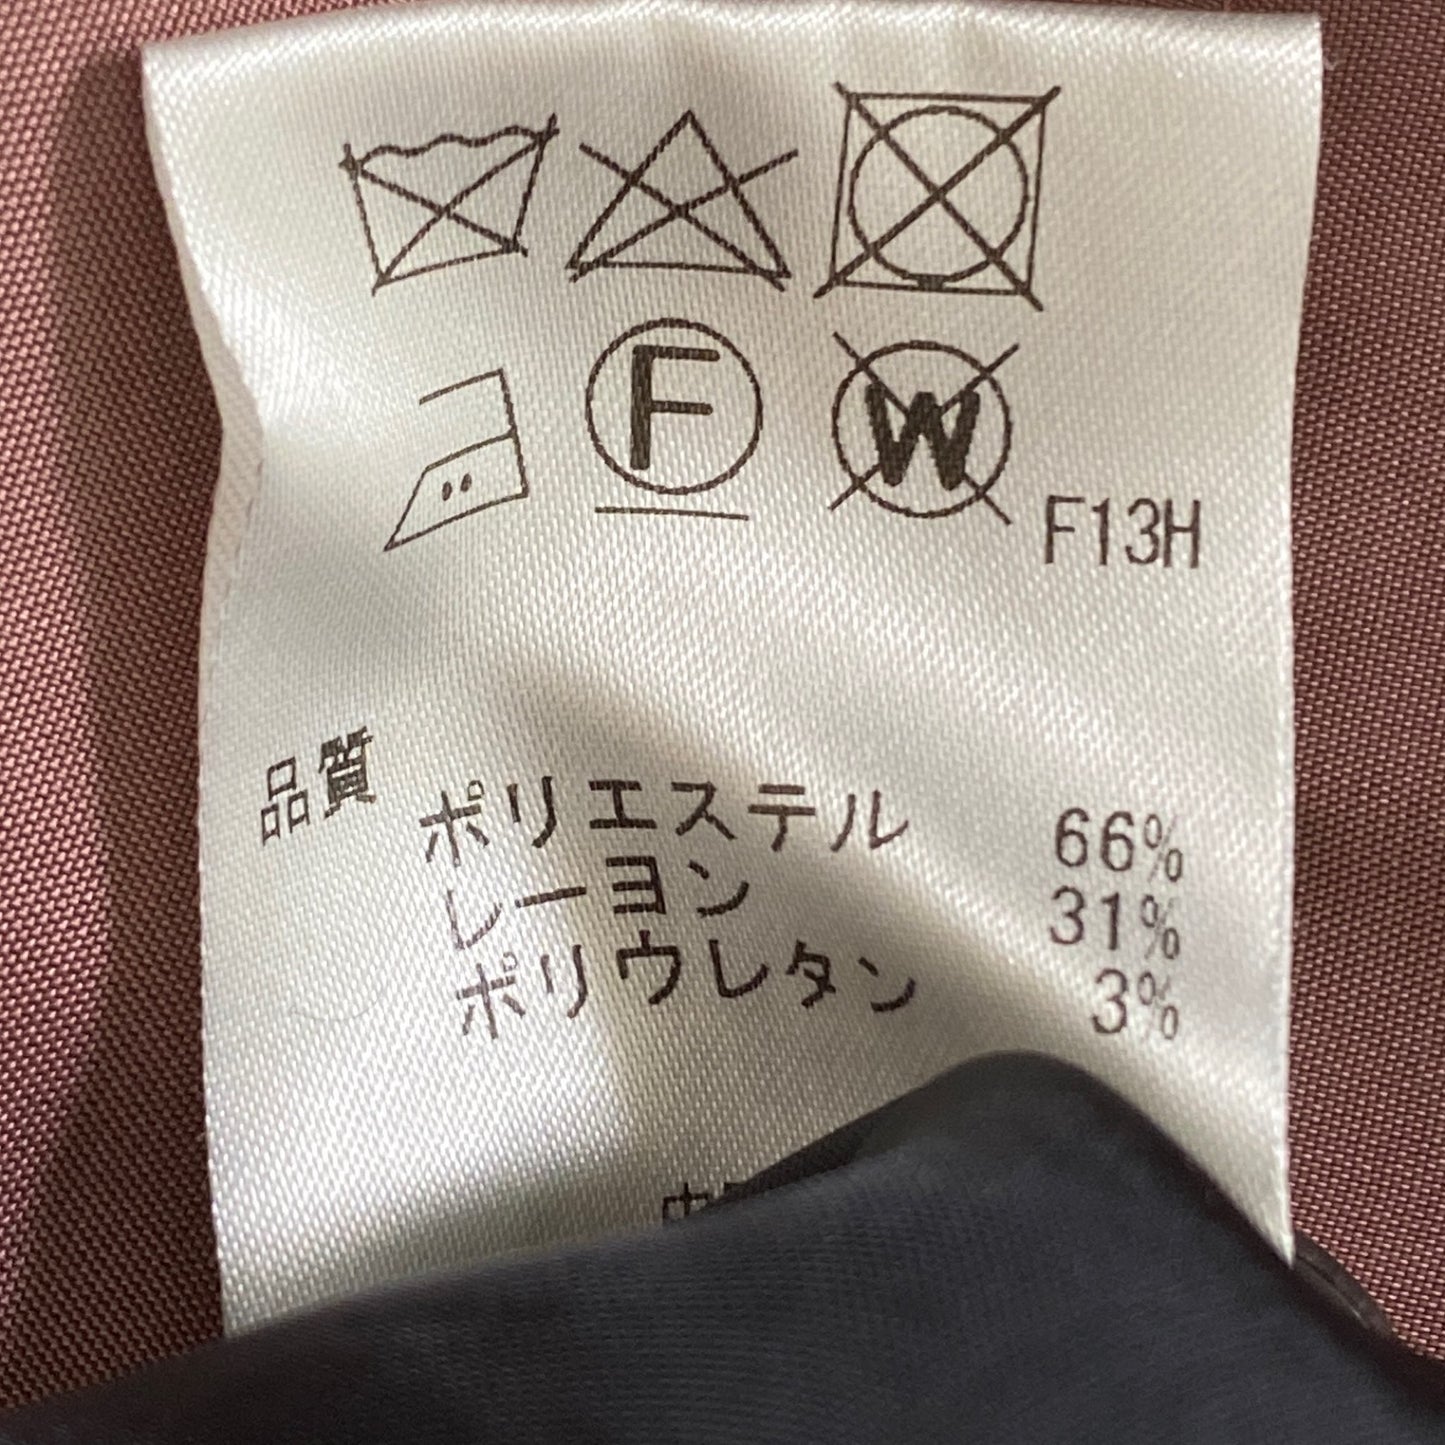 F
W
F13H
品質
ポリエステル 66%
レーヨン 31%
ポリウレタン 3%